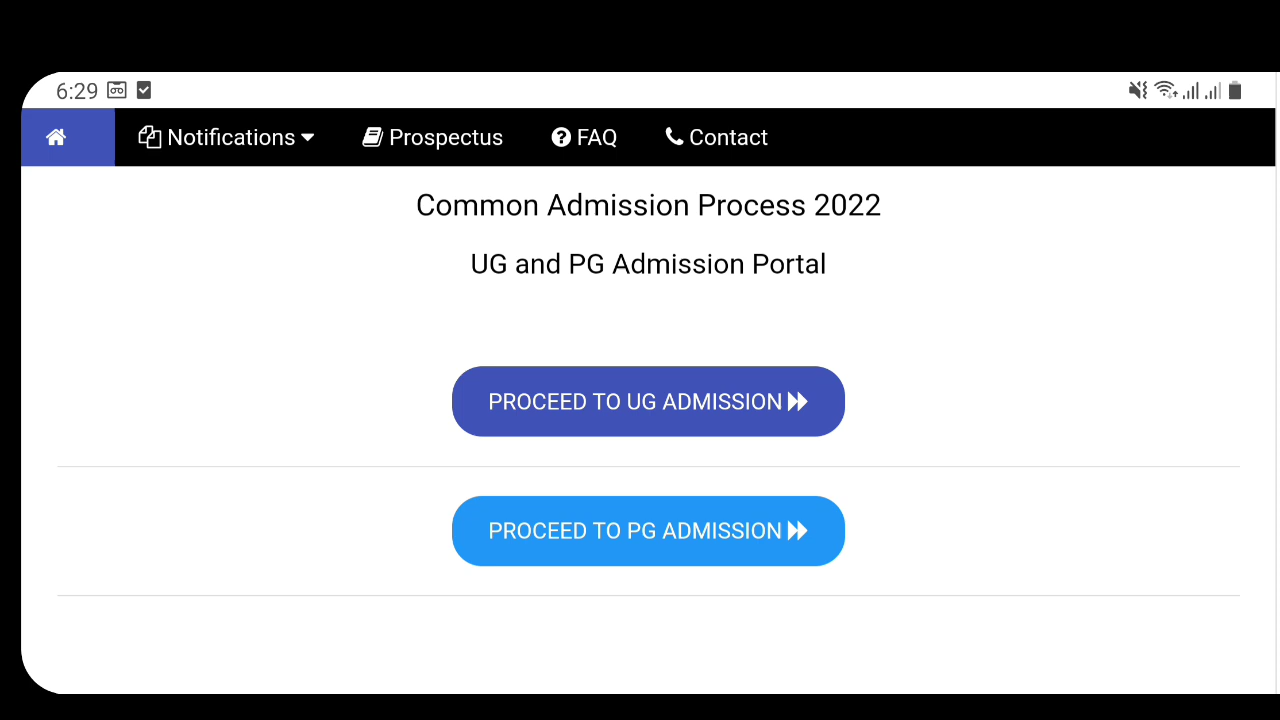 6:29
Notifications Prospectus FAQ Contact
Common Admission Process 2022
UG and PG Admission Portal
PROCEED TO UG ADMISSION
PROCEED TO PG ADMISSION